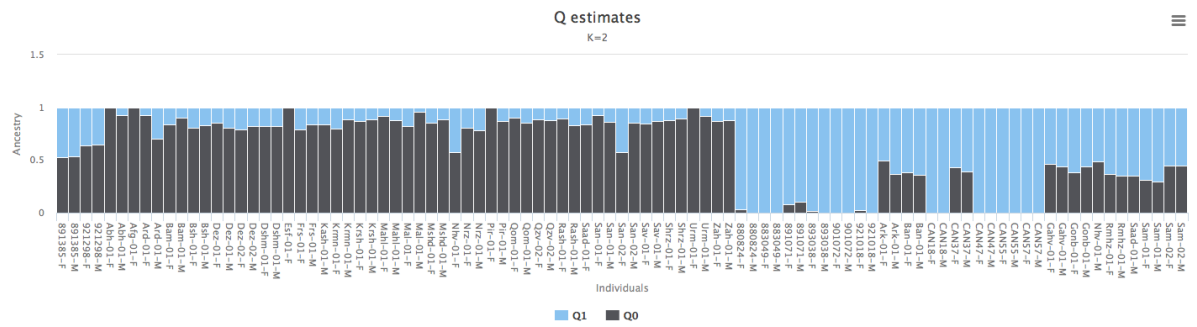 Q estimates
K=2
1.5
1
0.5
0
Ancestry
891385-F
891385-M
921298-F
921298-M
Abh-01-F
Abh-01-M
Afg-01-F
Ard-01-F
Ard-01-M
Bam-01-F
Bam-01-M
Bsh-01-F
Bsh-01-M
Dez-01-F
Dez-01-M
Dez-02-F
Dez-02-M
Dshm-01-F
Dshm-01-M
Esf-01-F
Frs-01-F
Frs-01-M
Kash-01-M
Krmn-01-F
Krmn-01-M
Krsh-01-F
Krsh-01-M
Mahl-01-F
Mahl-01-M
Mal-01-F
Mal-01-M
Mshd-01-F
Mshd-01-M
Nhv-01-F
Nrz-01-F
Nrz-01-M
Pir-01-F
Pir-01-M
Qom-01-F
Qom-01-M
Qzv-02-F
Qzv-02-M
Rash-01-F
Rash-01-M
Saad-01-F
San-01-F
San-01-M
San-02-F
San-02-M
Sav-01-F
Sav-01-M
Shrz-01-F
Shrz-01-M
Urm-01-F
Urm-01-M
Zah-01-F
Zah-01-M
880824-F
880824-M
883049-F
883049-M
891071-F
891071-M
893038-F
893038-M
901072-F
901072-M
921018-F
921018-M
Ark-01-F
Ark-01-M
Ban-01-F
Ban-01-M
CAN18-F
CAN18-M
CAN37-F
CAN37-M
CAN47-F
CAN47-M
CAN55-F
CAN55-M
CAN57-F
CAN57-M
Gahv-01-F
Gahv-01-M
Gonb-01-F
Gonb-01-M
Nhv-01-M
Rmhz-01-F
Rmhz-01-M
Saad-01-M
Sam-01-F
Sam-01-M
Sam-02-F
Sam-02-M
Individuals
Q1
Q0